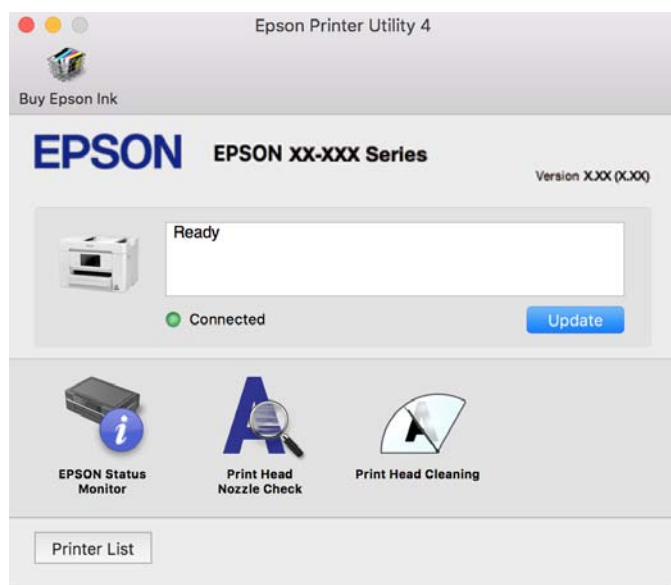 Epson Printer Utility 4
Buy Epson Ink
EPSON
EPSON XX-XXX Series
Version X.XX (X.XX)
Ready
Connected
Update
EPSON Status
Monitor
Print Head
Nozzle Check
Print Head Cleaning
Printer List